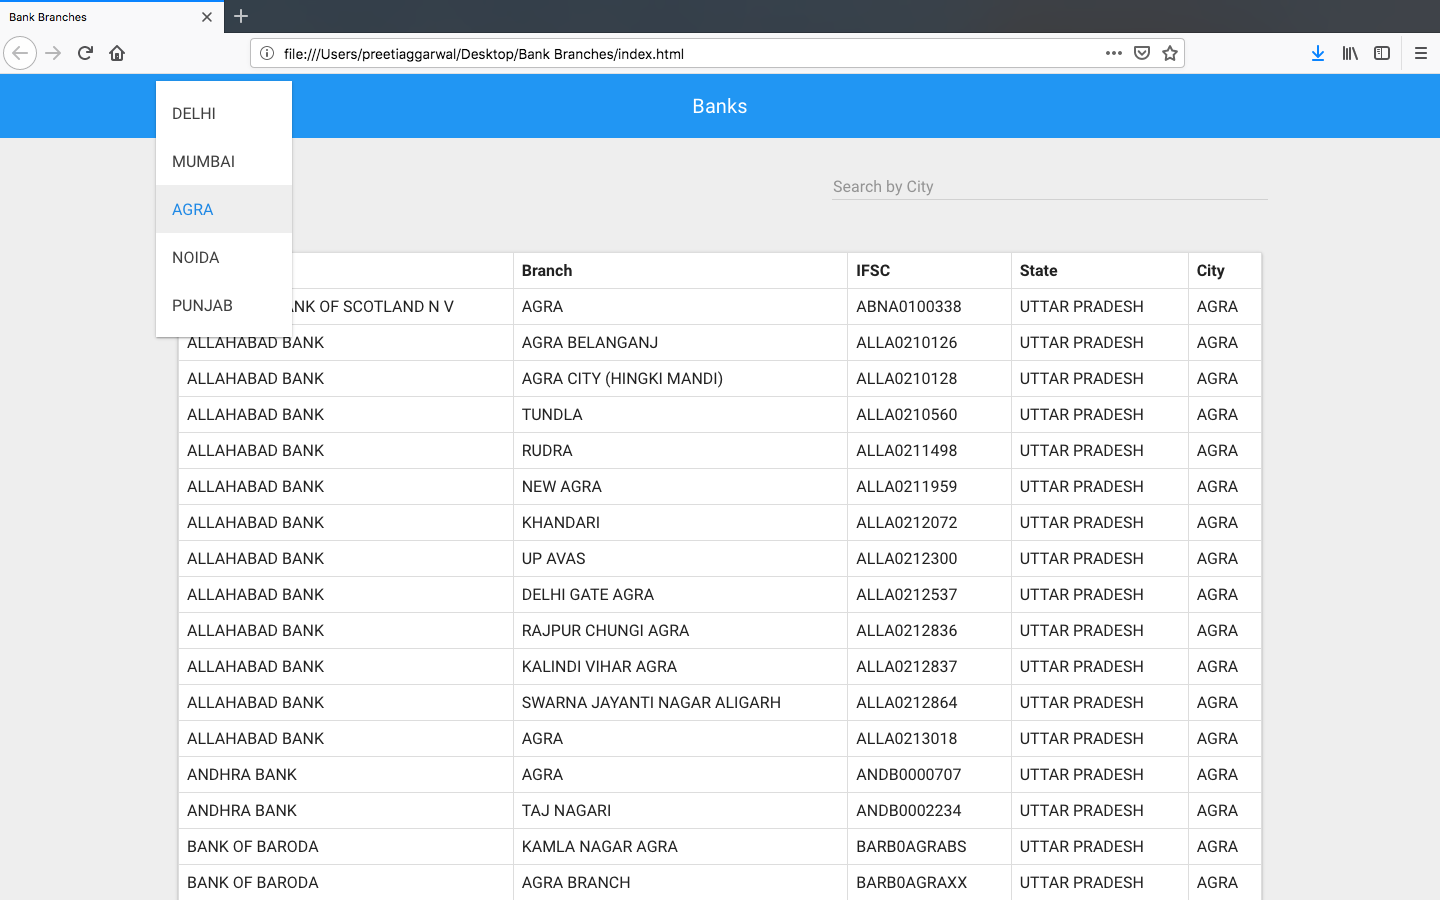 Bank Branches
file:///Users/preetiaggarwal/Desktop/Bank Branches/index.html
Banks
DELHI
MUMBAI
AGRA
NOIDA
PUNJAB
Search by City
Branch IFSC State City
BANK OF SCOTLAND N V AGRA ABNA0100338 UTTAR PRADESH AGRA
ALLAHABAD BANK AGRA BELANGANJ ALLA0210126 UTTAR PRADESH AGRA
ALLAHABAD BANK AGRA CITY (HINGKI MANDI) ALLA0210128 UTTAR PRADESH AGRA
ALLAHABAD BANK TUNDLA ALLA0210560 UTTAR PRADESH AGRA
ALLAHABAD BANK RUDRA ALLA0211498 UTTAR PRADESH AGRA
ALLAHABAD BANK NEW AGRA ALLA0211959 UTTAR PRADESH AGRA
ALLAHABAD BANK KHANDARI ALLA0212072 UTTAR PRADESH AGRA
ALLAHABAD BANK UP AVAS ALLA0212300 UTTAR PRADESH AGRA
ALLAHABAD BANK DELHI GATE AGRA ALLA0212537 UTTAR PRADESH AGRA
ALLAHABAD BANK RAJPUR CHUNGI AGRA ALLA0212836 UTTAR PRADESH AGRA
ALLAHABAD BANK KALINDI VIHAR AGRA ALLA0212837 UTTAR PRADESH AGRA
ALLAHABAD BANK SWARNA JAYANTI NAGAR ALIGARH ALLA0212864 UTTAR PRADESH AGRA
ALLAHABAD BANK AGRA ALLA0213018 UTTAR PRADESH AGRA
ANDHRA BANK AGRA ANDB0000707 UTTAR PRADESH AGRA
ANDHRA BANK TAJ NAGARI ANDB0002234 UTTAR PRADESH AGRA
BANK OF BARODA KAMLA NAGAR AGRA BARB0AGRABS UTTAR PRADESH AGRA
BANK OF BARODA AGRA BRANCH BARB0AGRAXX UTTAR PRADESH AGRA